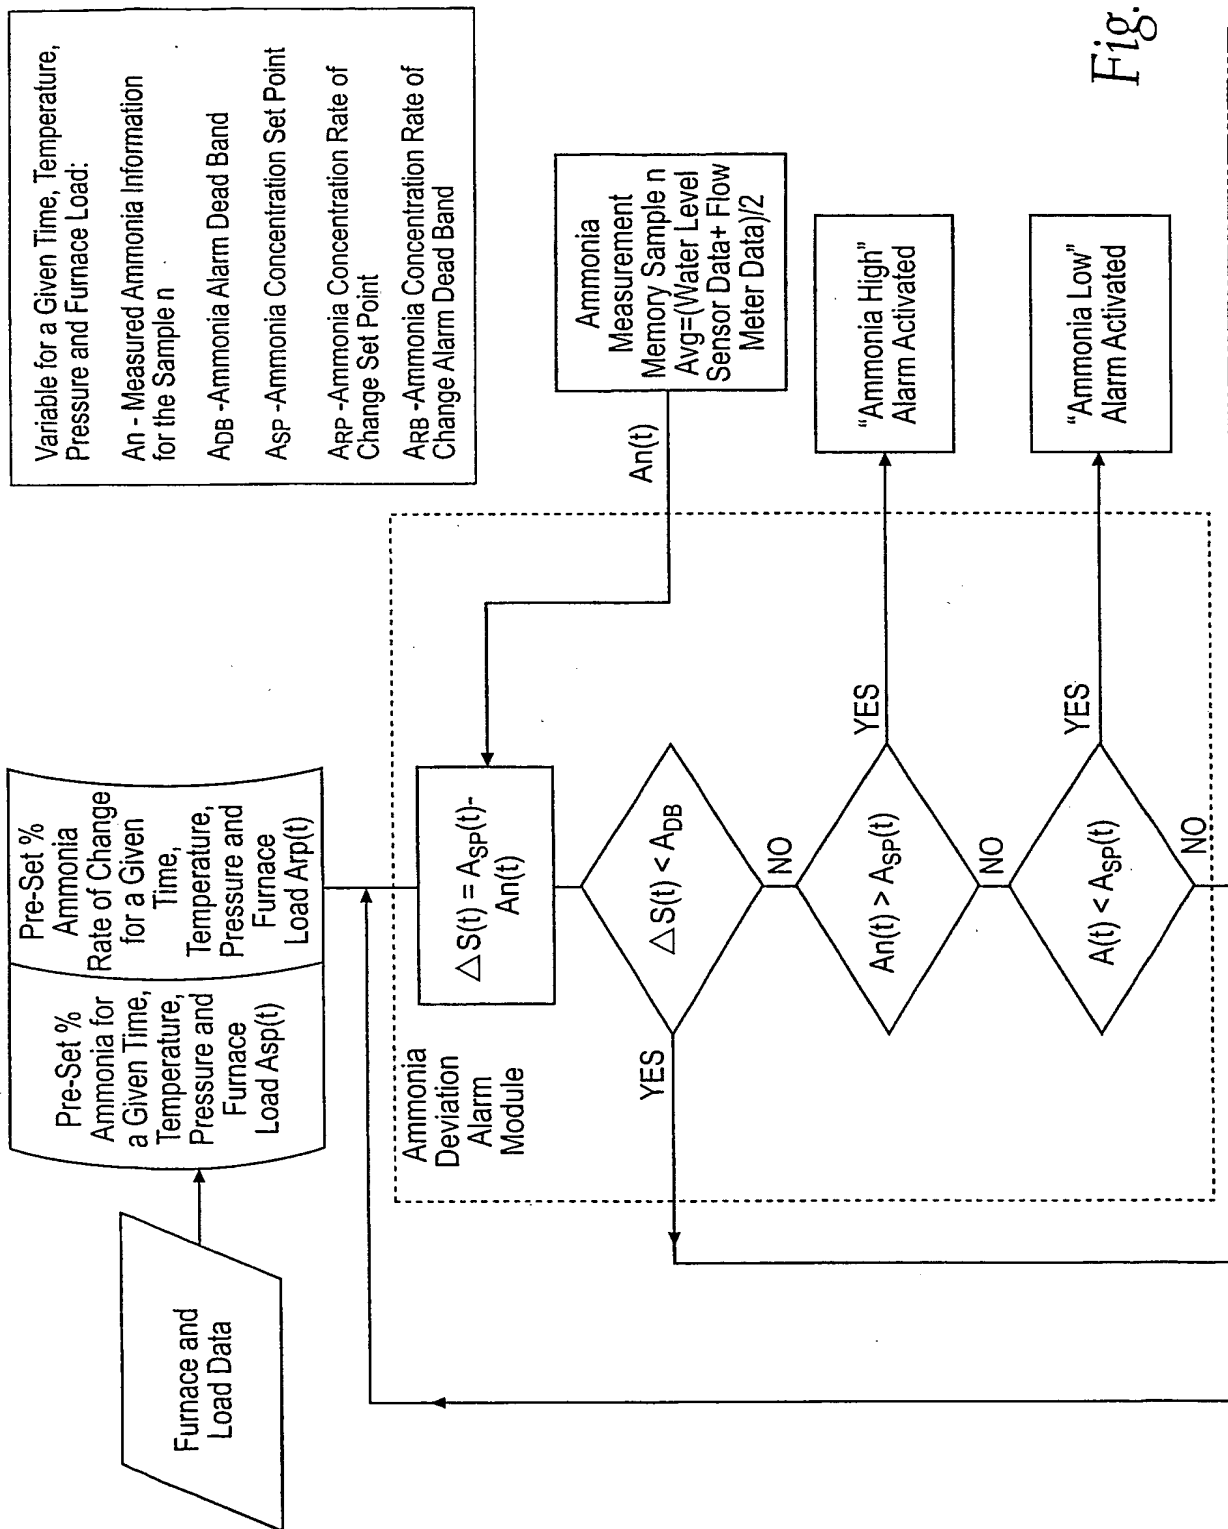 Furnace and
Load Data
Pre-Set %
Ammonia for
a Given Time,
Temperature,
Pressure and
Furnace
Load Asp(t)
Pre-Set %
Ammonia
Rate of Change
for a Given
Time,
Temperature,
Pressure and
Furnace
Load Arp(t)
Variable for a Given Time, Temperature,
Pressure and Furnace Load:
An - Measured Ammonia Information
for the Sample n
ADB -Ammonia Alarm Dead Band
ASP -Ammonia Concentration Set Point
ARP -Ammonia Concentration Rate of
Change Set Point
ARB -Ammonia Concentration Rate of
Change Alarm Dead Band
Ammonia
Deviation
Alarm
Module
△S(t) = ASP(t)-
An(t)
An(t)
Ammonia
Measurement
Memory Sample n
Avg=(Water Level
Sensor Data+ Flow
Meter Data)/2
△S(t) < ADB
YES
NO
An(t) > ASP(t)
YES
"Ammonia High"
Alarm Activated
NO
A(t) < ASP(t)
YES
"Ammonia Low"
Alarm Activated
NO
Fig.